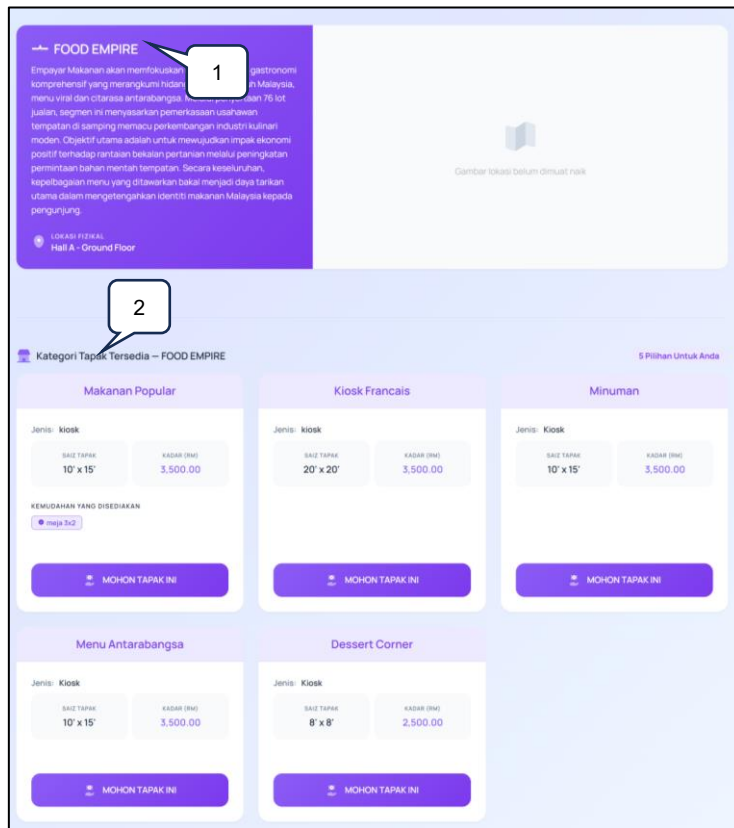 FOOD EMPIRE
1
Empayar Makanan akan memfokuskan gastronomi
komprehensif yang merangkumi hidan Malaysia,
menu viral dan citarasa antarabangsa. 76 lot
jualan, segmen ini menyasarkan pemerkasaan usahawan
tempatan di samping memacu perkembangan industri kulinari
moden. Objektif utama adalah untuk mewujudkan impak ekonomi
positif terhadap rantaian bekalan pertanian melalui peningkatan
permintaan bahan mentah tempatan. Secara keseluruhan,
kepelbagaian menu yang ditawarkan bakal menjadi daya tarikan
utama dalam mengetengahkan identiti makanan Malaysia kepada
pengunjung.
LOKASI FIZIKAL
Hall A - Ground Floor
Gambar lokasi belum dimuat naik
2
Kategori Tapak Tersedia — FOOD EMPIRE
5 Pilihan Untuk Anda
Makanan Popular
Jenis: kiosk
SAIZ TAPAK KADAR (RM)
10' x 15' 3,500.00
KEMUDAHAN YANG DISEDIAKAN
meja 3x2
MOHON TAPAK INI
Kiosk Francais
Jenis: kiosk
SAIZ TAPAK KADAR (RM)
20' x 20' 3,500.00
MOHON TAPAK INI
Minuman
Jenis: Kiosk
SAIZ TAPAK KADAR (RM)
10' x 15' 3,500.00
MOHON TAPAK INI
Menu Antarabangsa
Jenis: Kiosk
SAIZ TAPAK KADAR (RM)
10' x 15' 3,500.00
MOHON TAPAK INI
Dessert Corner
Jenis: Kiosk
SAIZ TAPAK KADAR (RM)
8' x 8' 2,500.00
MOHON TAPAK INI